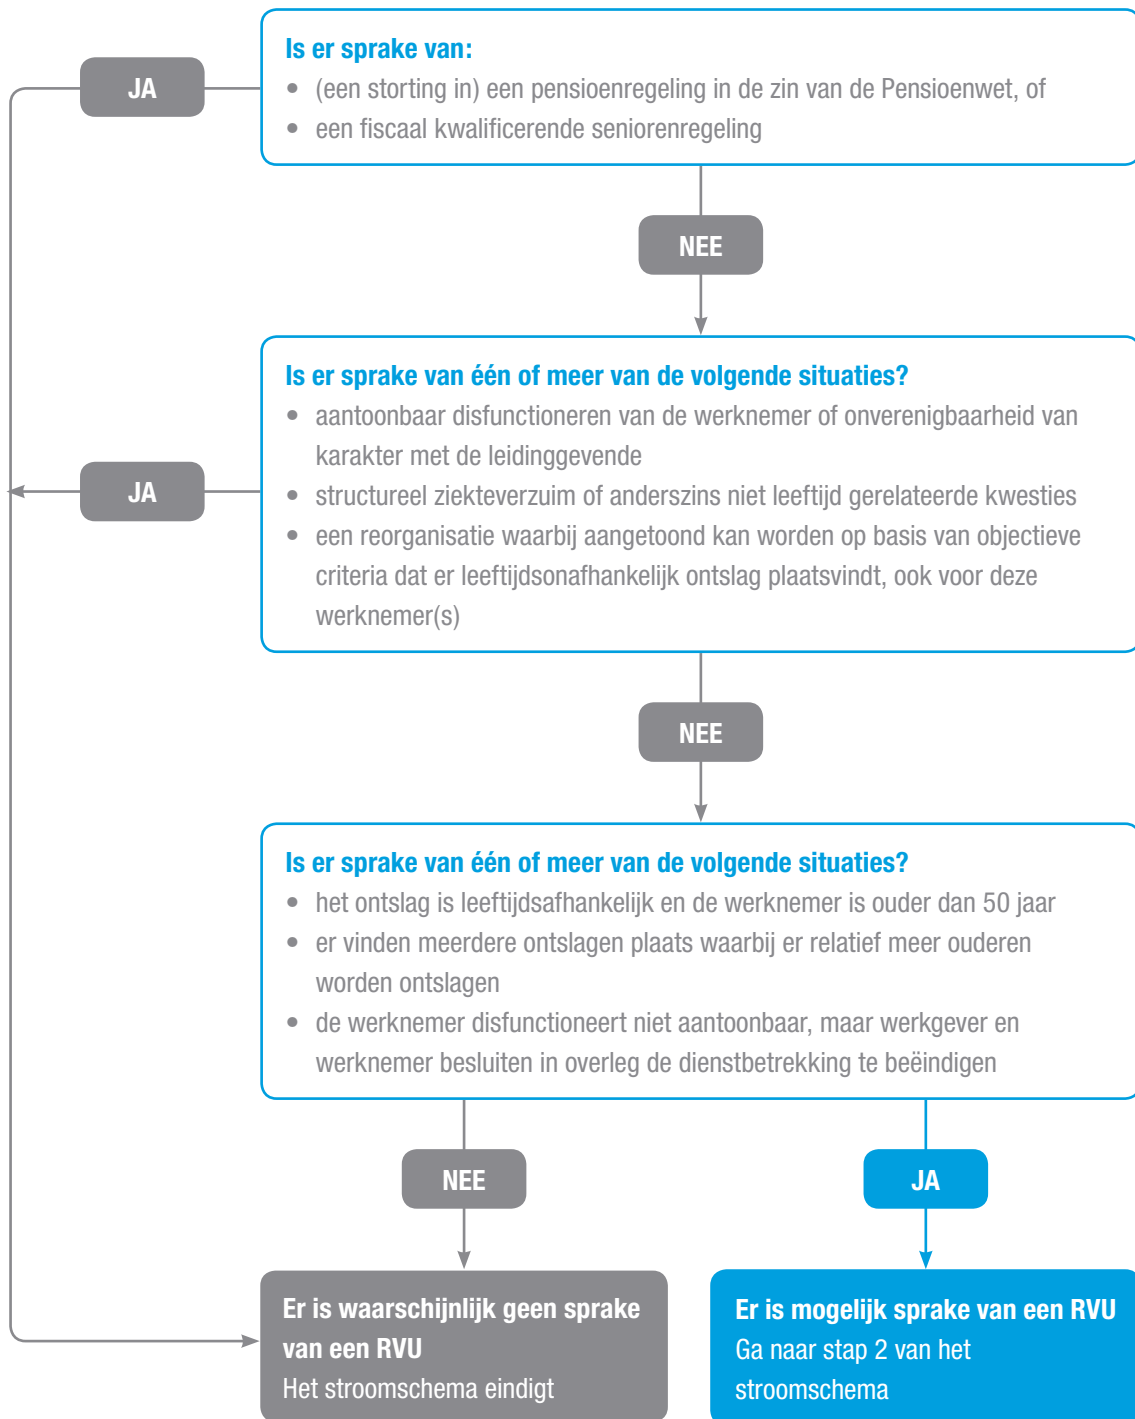 Is er sprake van:
JA
• (een storting in) een pensioenregeling in de zin van de Pensioenwet, of
• een fiscaal kwalificerende seniorenregeling
NEE
Is er sprake van één of meer van de volgende situaties?
• aantoonbaar disfunctioneren van de werknemer of onverenigbaarheid van
karakter met de leidinggevende
JA
• structureel ziekteverzuim of anderszins niet leeftijd gerelateerde kwesties
• een reorganisatie waarbij aangetoond kan worden op basis van objectieve
criteria dat er leeftijdsonafhankelijk ontslag plaatsvindt, ook voor deze
werknemer(s)
NEE
Is er sprake van één of meer van de volgende situaties?
• het ontslag is leeftijdsafhankelijk en de werknemer is ouder dan 50 jaar
• er vinden meerdere ontslagen plaats waarbij er relatief meer ouderen
worden ontslagen
• de werknemer disfunctioneert niet aantoonbaar, maar werkgever en
werknemer besluiten in overleg de dienstbetrekking te beëindigen
NEE
JA
Er is waarschijnlijk geen sprake
van een RVU
Het stroomschema eindigt
Er is mogelijk sprake van een RVU
Ga naar stap 2 van het
stroomschema